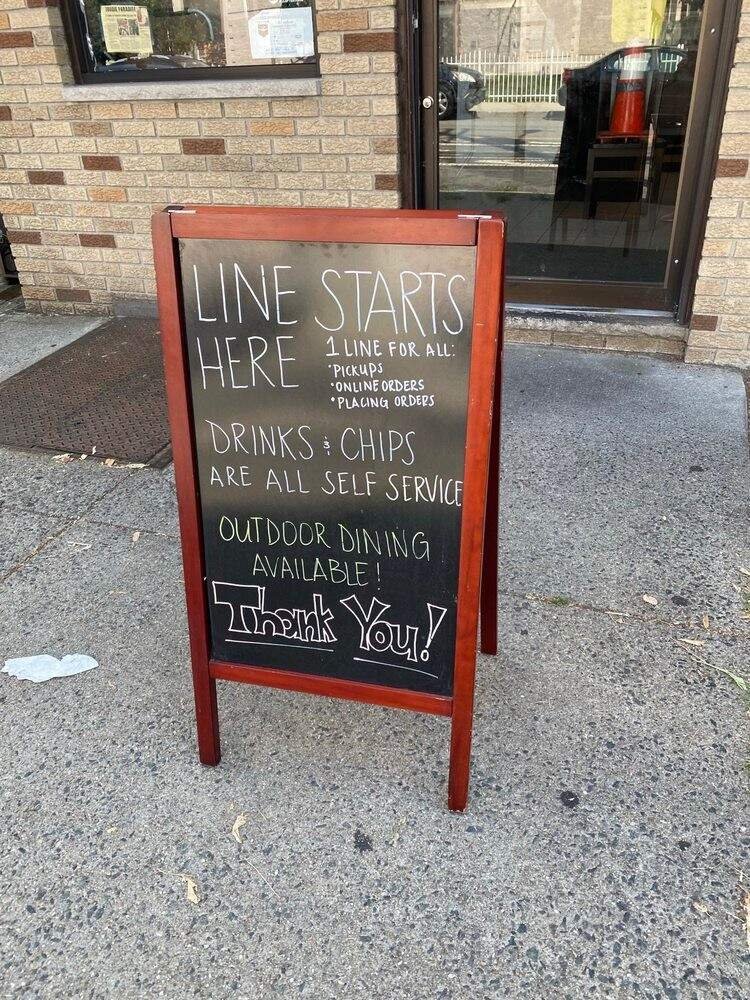 LINE STARTS
HERE
1 LINE FOR ALL:
•PICKUPS
•ONLINE ORDERS
•PLACING ORDERS
DRINKS & CHIPS
ARE ALL SELF SERVICE
OUTDOOR DINING
AVAILABLE!
Thank You!